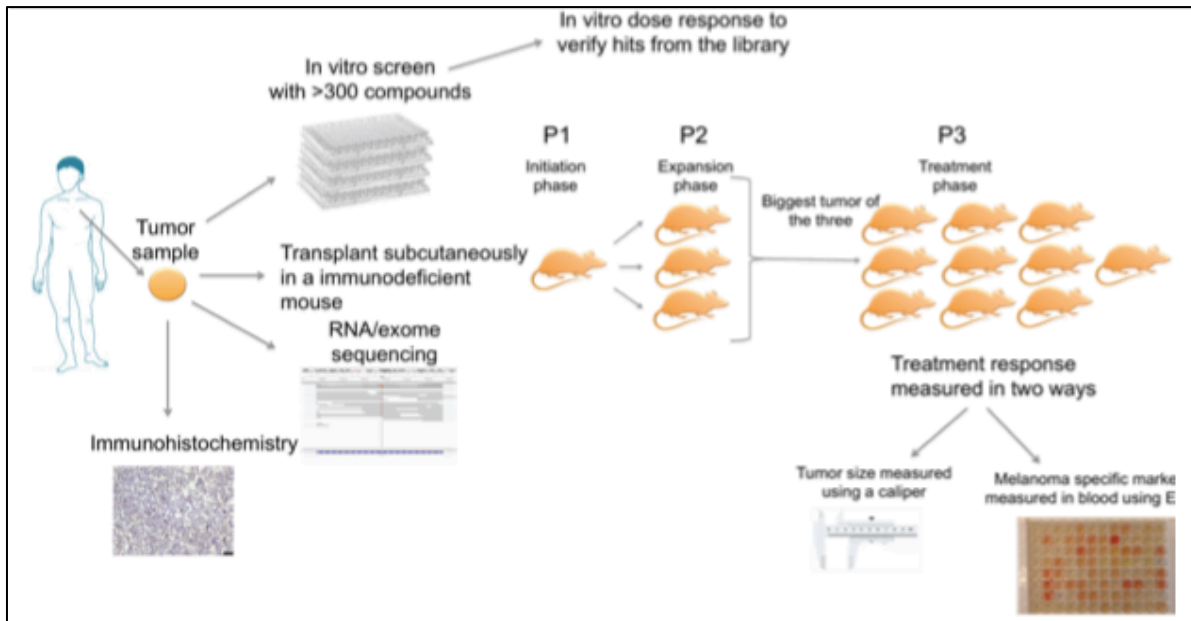 In vitro dose response to
verify hits from the library
In vitro screen
with >300 compounds
P1
P2
P3
Initiation
phase
Expansion
phase
Treatment
phase
Biggest tumor of
the three
Tumor
sample
Transplant subcutaneously
in a immunodeficient
mouse
RNA/exome
sequencing
Treatment response
measured in two ways
Immunohistochemistry
Tumor size measured
using a caliper
Melanoma specific marke
measured in blood using E